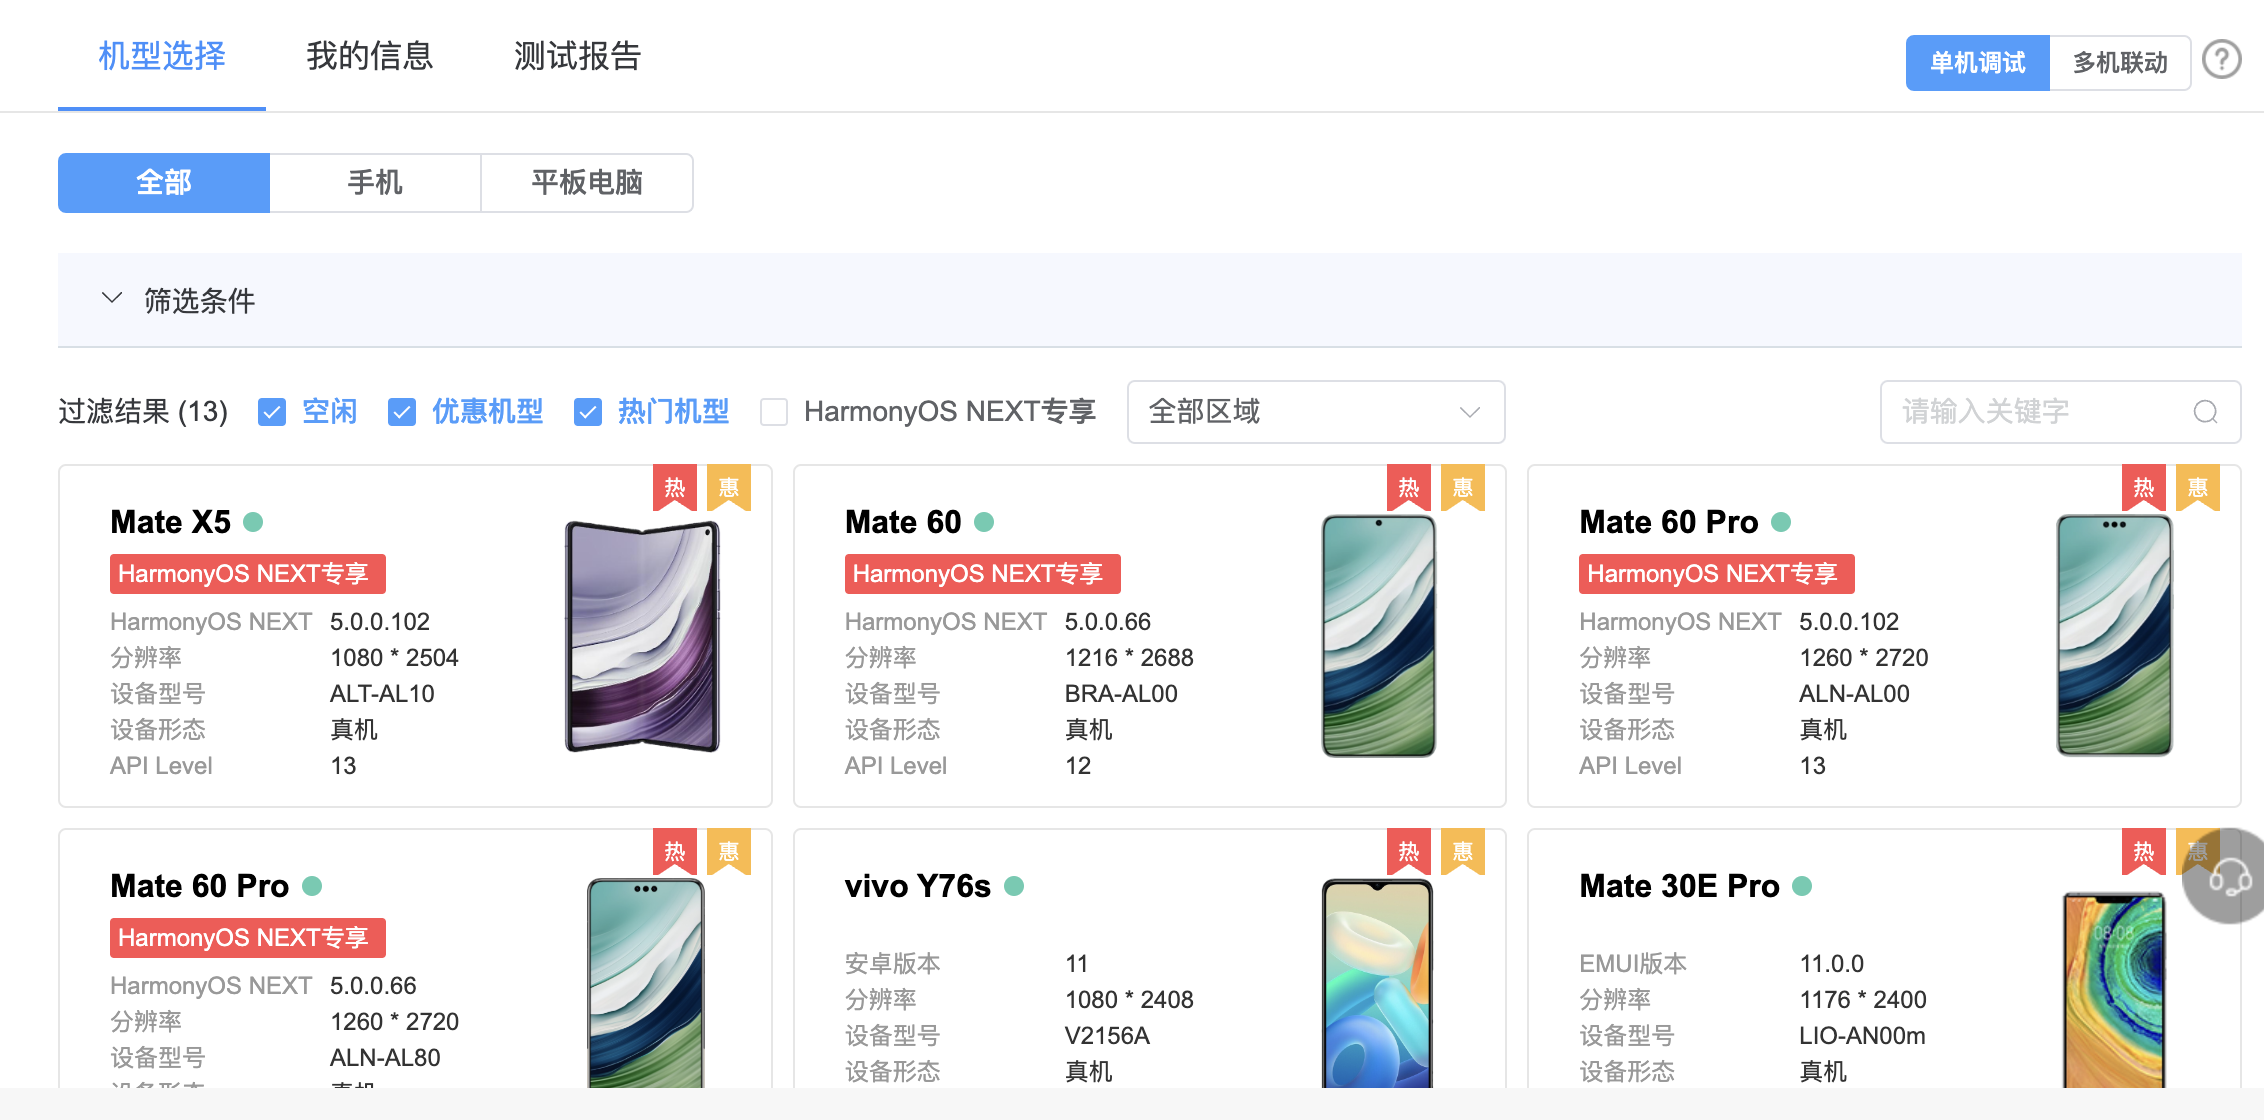 机型选择 我的信息 测试报告 单机调试 多机联动 ?
全部 手机 平板电脑
筛选条件
过滤结果 (13) 空闲 优惠机型 热门机型 HarmonyOS NEXT专享 全部区域 请输入关键字
热 惠
Mate X5
HarmonyOS NEXT专享
HarmonyOS NEXT 5.0.0.102
分辨率 1080 * 2504
设备型号 ALT-AL10
设备形态 真机
API Level 13
热 惠
Mate 60
HarmonyOS NEXT专享
HarmonyOS NEXT 5.0.0.66
分辨率 1216 * 2688
设备型号 BRA-AL00
设备形态 真机
API Level 12
热 惠
Mate 60 Pro
HarmonyOS NEXT专享
HarmonyOS NEXT 5.0.0.102
分辨率 1260 * 2720
设备型号 ALN-AL00
设备形态 真机
API Level 13
热 惠
Mate 60 Pro
HarmonyOS NEXT专享
HarmonyOS NEXT 5.0.0.66
分辨率 1260 * 2720
设备型号 ALN-AL80
设备形态 真机
热 惠
vivo Y76s
安卓版本 11
分辨率 1080 * 2408
设备型号 V2156A
设备形态 真机
热 惠
Mate 30E Pro
EMUI版本 11.0.0
分辨率 1176 * 2400
设备型号 LIO-AN00m
设备形态 真机
08:08